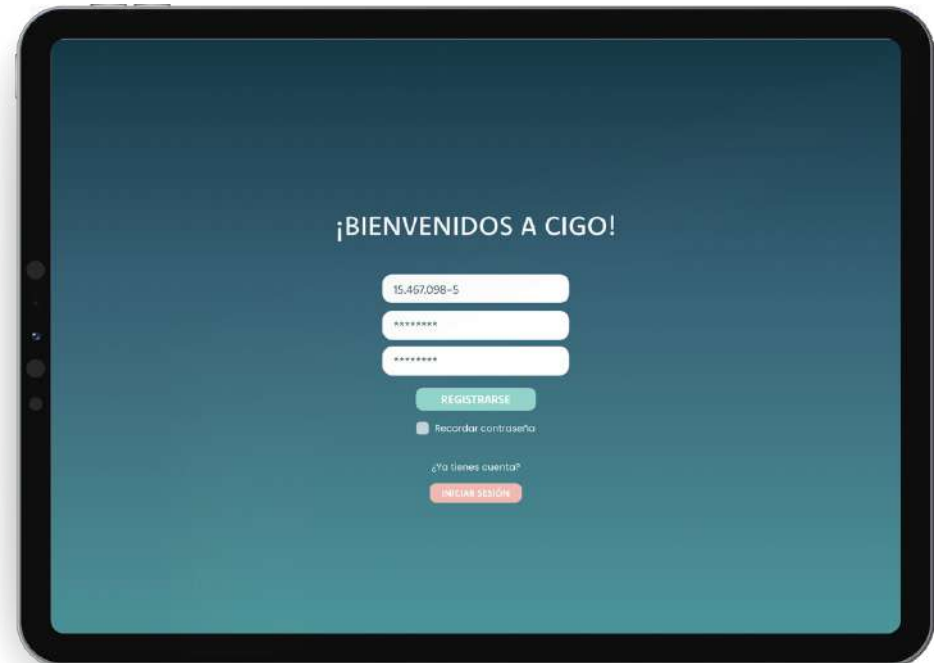 ¡BIENVENIDOS A CIGO!
15.467.098-5
********
********
REGISTRARSE
Recordar contraseña
¿Ya tienes cuenta?
INICIAR SESIÓN